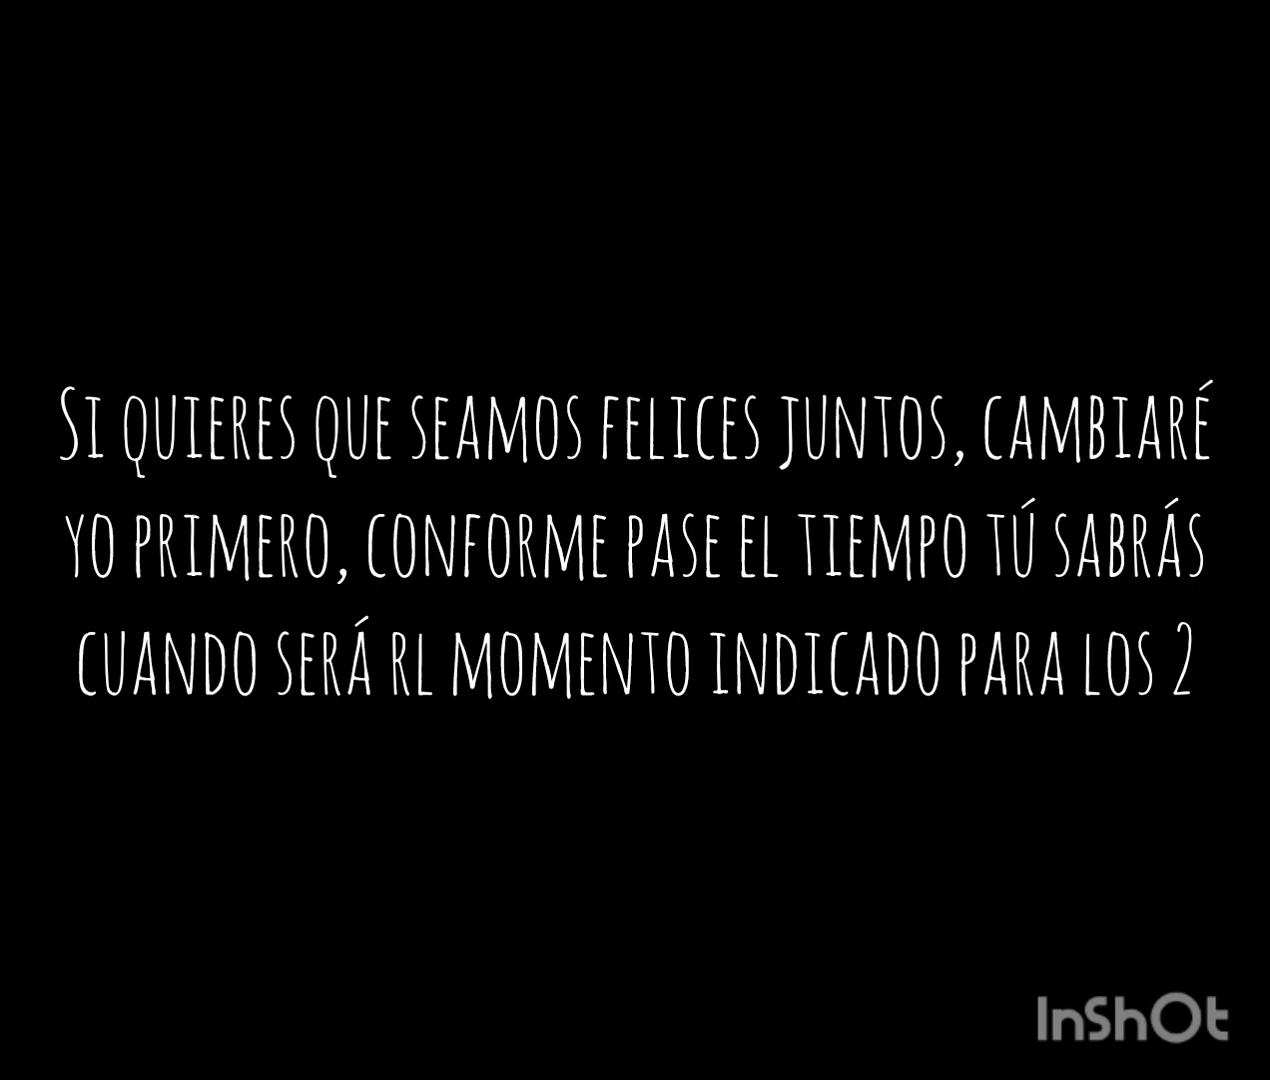 Si quieres que seamos felices juntos, cambiaré
yo primero, conforme pase el tiempo tú sabrás
cuando será rl momento indicado para los 2
InShOt